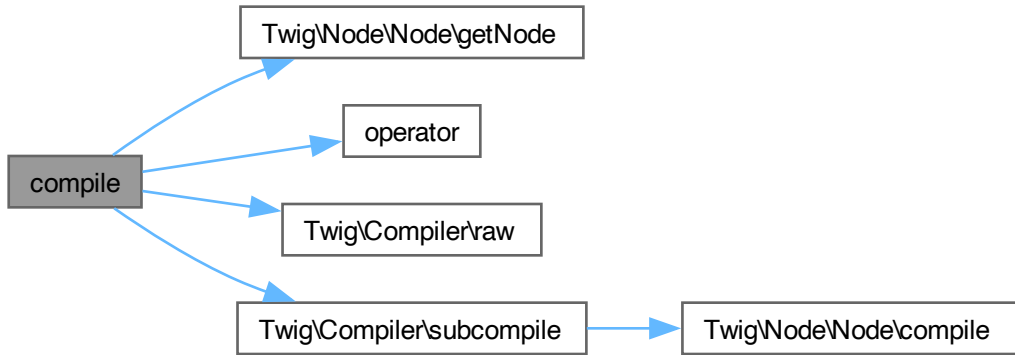 Twig\Node\Node\getNode
operator
compile
Twig\Compiler\raw
Twig\Compiler\subcompile
Twig\Node\Node\compile